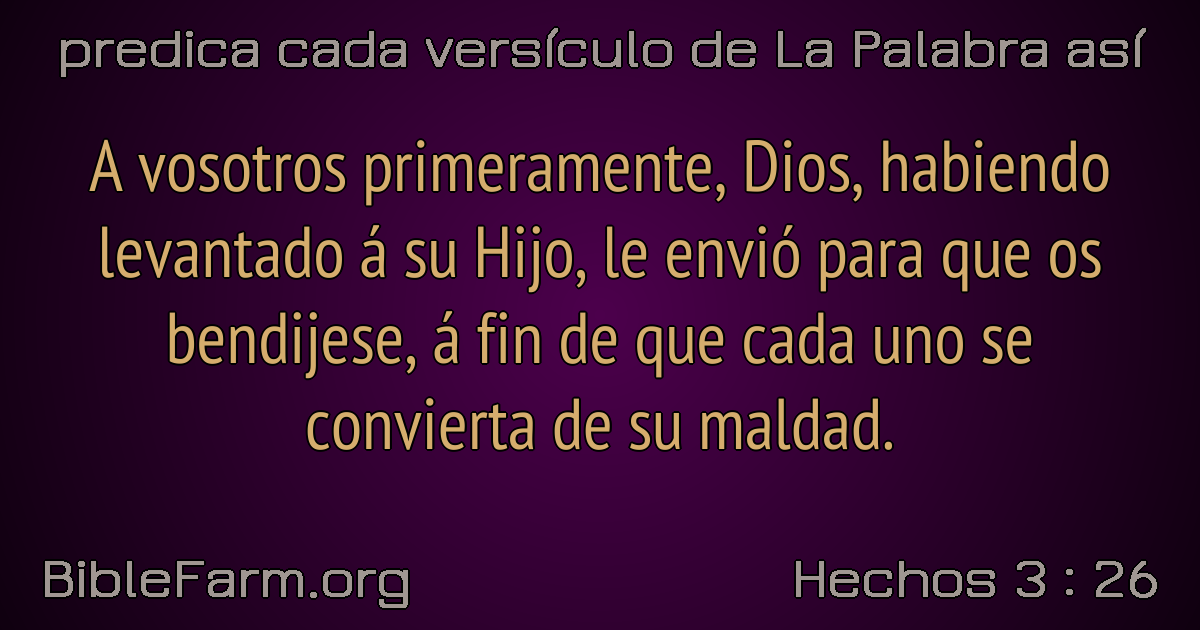 predica cada versículo de La Palabra así
A vosotros primeramente, Dios, habiendo
levantado á su Hijo, le envió para que os
bendijese, á fin de que cada uno se
convierta de su maldad.
BibleFarm.org
Hechos 3 : 26